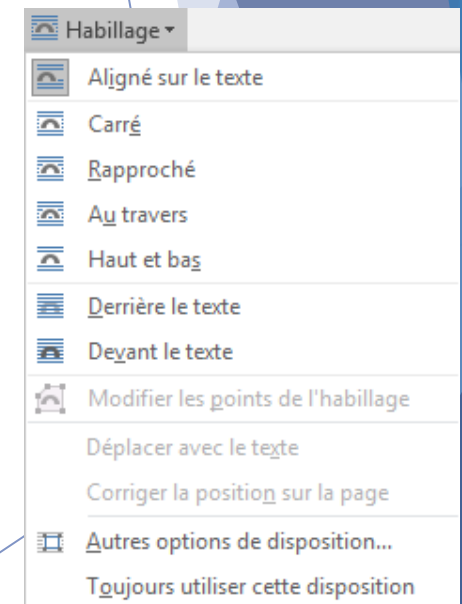 Habillage
Aligné sur le texte
Carré
Rapproché
Au travers
Haut et bas
Derrière le texte
Devant le texte
Modifier les points de l'habillage
Déplacer avec le texte
Corriger la position sur la page
Autres options de disposition...
Toujours utiliser cette disposition